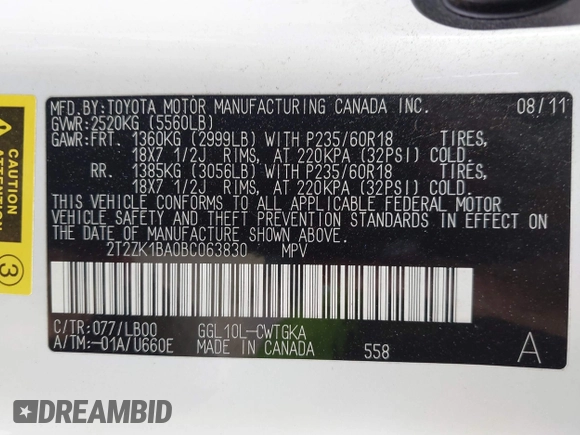 MFD.BY:TOYOTA MOTOR MANUFACTURING CANADA INC. 08/11
GVWR:2520KG (5560LB)
GAWR:FRT. 1360KG (2999LB) WITH P235/60R18 TIRES,
18X7 1/2J RIMS, AT 220KPA (32PSI) COLD.
RR. 1385KG (3056LB) WITH P235/60R18 TIRES,
18X7 1/2J RIMS, AT 220KPA (32PSI) COLD.
THIS VEHICLE CONFORMS TO ALL APPLICABLE FEDERAL MOTOR
VEHICLE SAFETY AND THEFT PREVENTION STANDARDS IN EFFECT ON
THE DATE OF MANUFACTURE SHOWN ABOVE.
2T2ZK1BA0BC063830 MPV
C/TR:077/LB00 GGL10L-CWTGKA
A/TM:-01A/U660E MADE IN CANADA 558 A
CAUTION
ATTENTION
3
DREAMBID